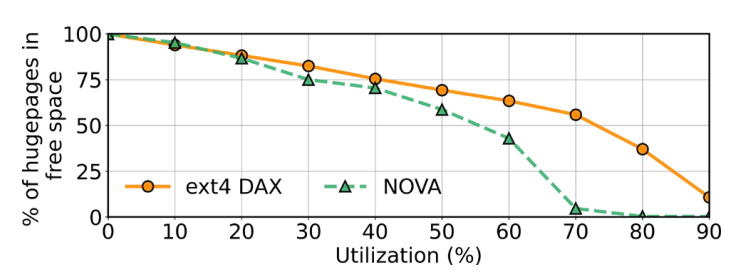 % of hugepages in
free space
100
75
50
25
0
ext4 DAX
NOVA
0 10 20 30 40 50 60 70 80 90
Utilization (%)